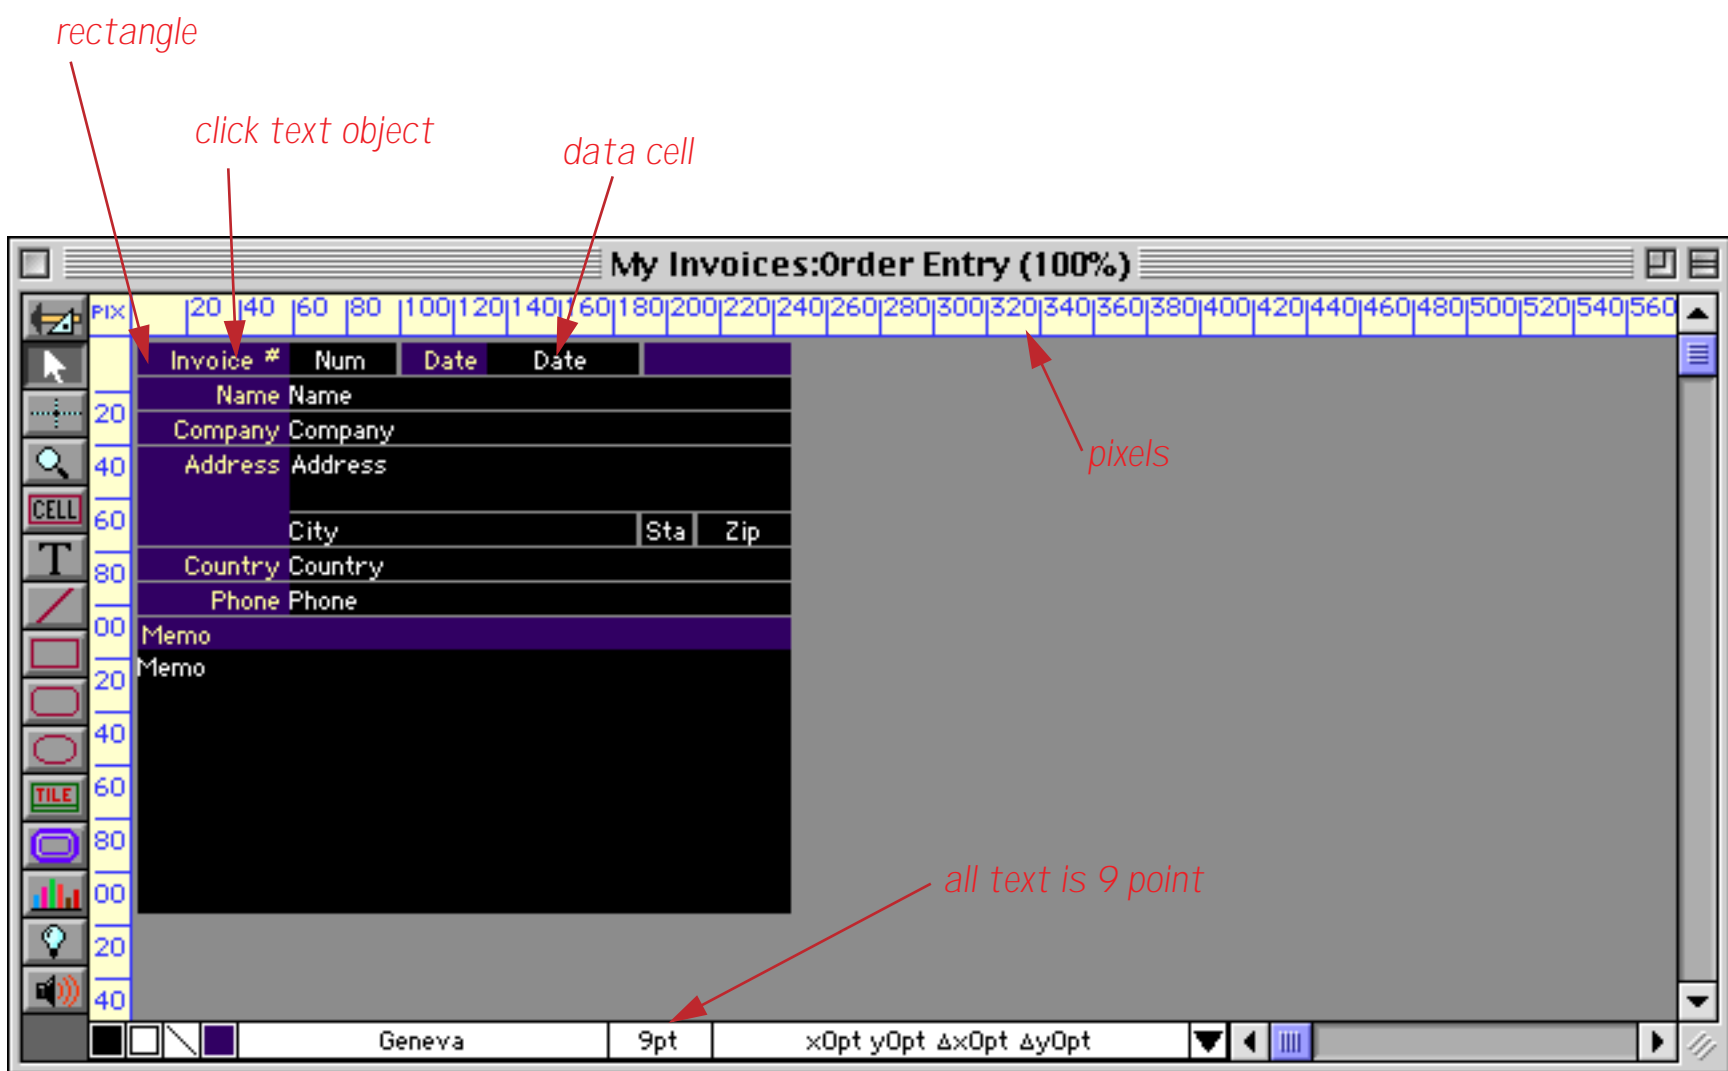 rectangle
click text object
data cell
My Invoices:Order Entry (100%)
PIX |20 |40 |60 |80 |100|120|140|160|180|200|220|240|260|280|300|320|340|360|380|400|420|440|460|480|500|520|540|560
Invoice # Num Date Date
Name Name
20
Company Company
Address Address
40
pixels
CELL
60
City Sta Zip
Country Country
80
T
Phone Phone
00
Memo
Memo
20
40
60
TILE
80
all text is 9 point
00
20
40
Geneva 9pt x0pt y0pt Δx0pt Δy0pt